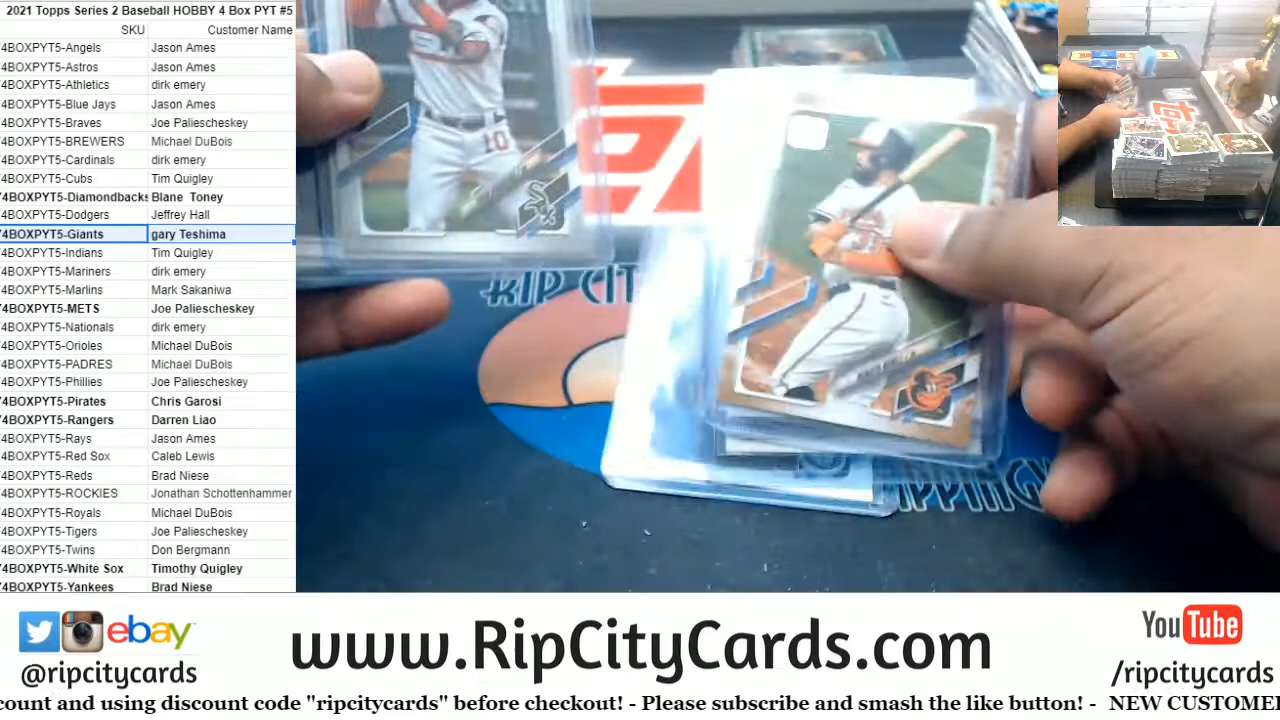 2021 Topps Series 2 Baseball HOBBY 4 Box PYT #5
SKU Customer Name
4BOXPYT5-Angels Jason Ames
4BOXPYT5-Astros Jason Ames
4BOXPYT5-Athletics dirk emery
4BOXPYT5-Blue Jays Jason Ames
4BOXPYT5-Braves Joe Paliescheskey
4BOXPYT5-BREWERS Michael DuBois
4BOXPYT5-Cardinals dirk emery
4BOXPYT5-Cubs Tim Quigley
4BOXPYT5-Diamondbacks Blane Toney
4BOXPYT5-Dodgers Jeffrey Hall
4BOXPYT5-Giants gary Teshima
4BOXPYT5-Indians Tim Quigley
4BOXPYT5-Mariners dirk emery
4BOXPYT5-Marlins Mark Sakaniwa
4BOXPYT5-METS Joe Paliescheskey
4BOXPYT5-Nationals dirk emery
4BOXPYT5-Orioles Michael DuBois
4BOXPYT5-PADRES Michael DuBois
4BOXPYT5-Phillies Joe Paliescheskey
4BOXPYT5-Pirates Chris Garosi
4BOXPYT5-Rangers Darren Liao
4BOXPYT5-Rays Jason Ames
4BOXPYT5-Red Sox Caleb Lewis
4BOXPYT5-Reds Brad Niese
4BOXPYT5-ROCKIES Jonathan Schottenhammer
4BOXPYT5-Royals Michael DuBois
4BOXPYT5-Tigers Joe Paliescheskey
4BOXPYT5-Twins Don Bergmann
4BOXPYT5-White Sox Timothy Quigley
4BOXPYT5-Yankees Brad Niese
10
RIP CIT
IPPING
ebay
@ripcitycards
www.RipCityCards.com
YouTube
/ripcitycards
count and using discount code "ripcitycards" before checkout! - Please subscribe and smash the like button! - NEW CUSTOME